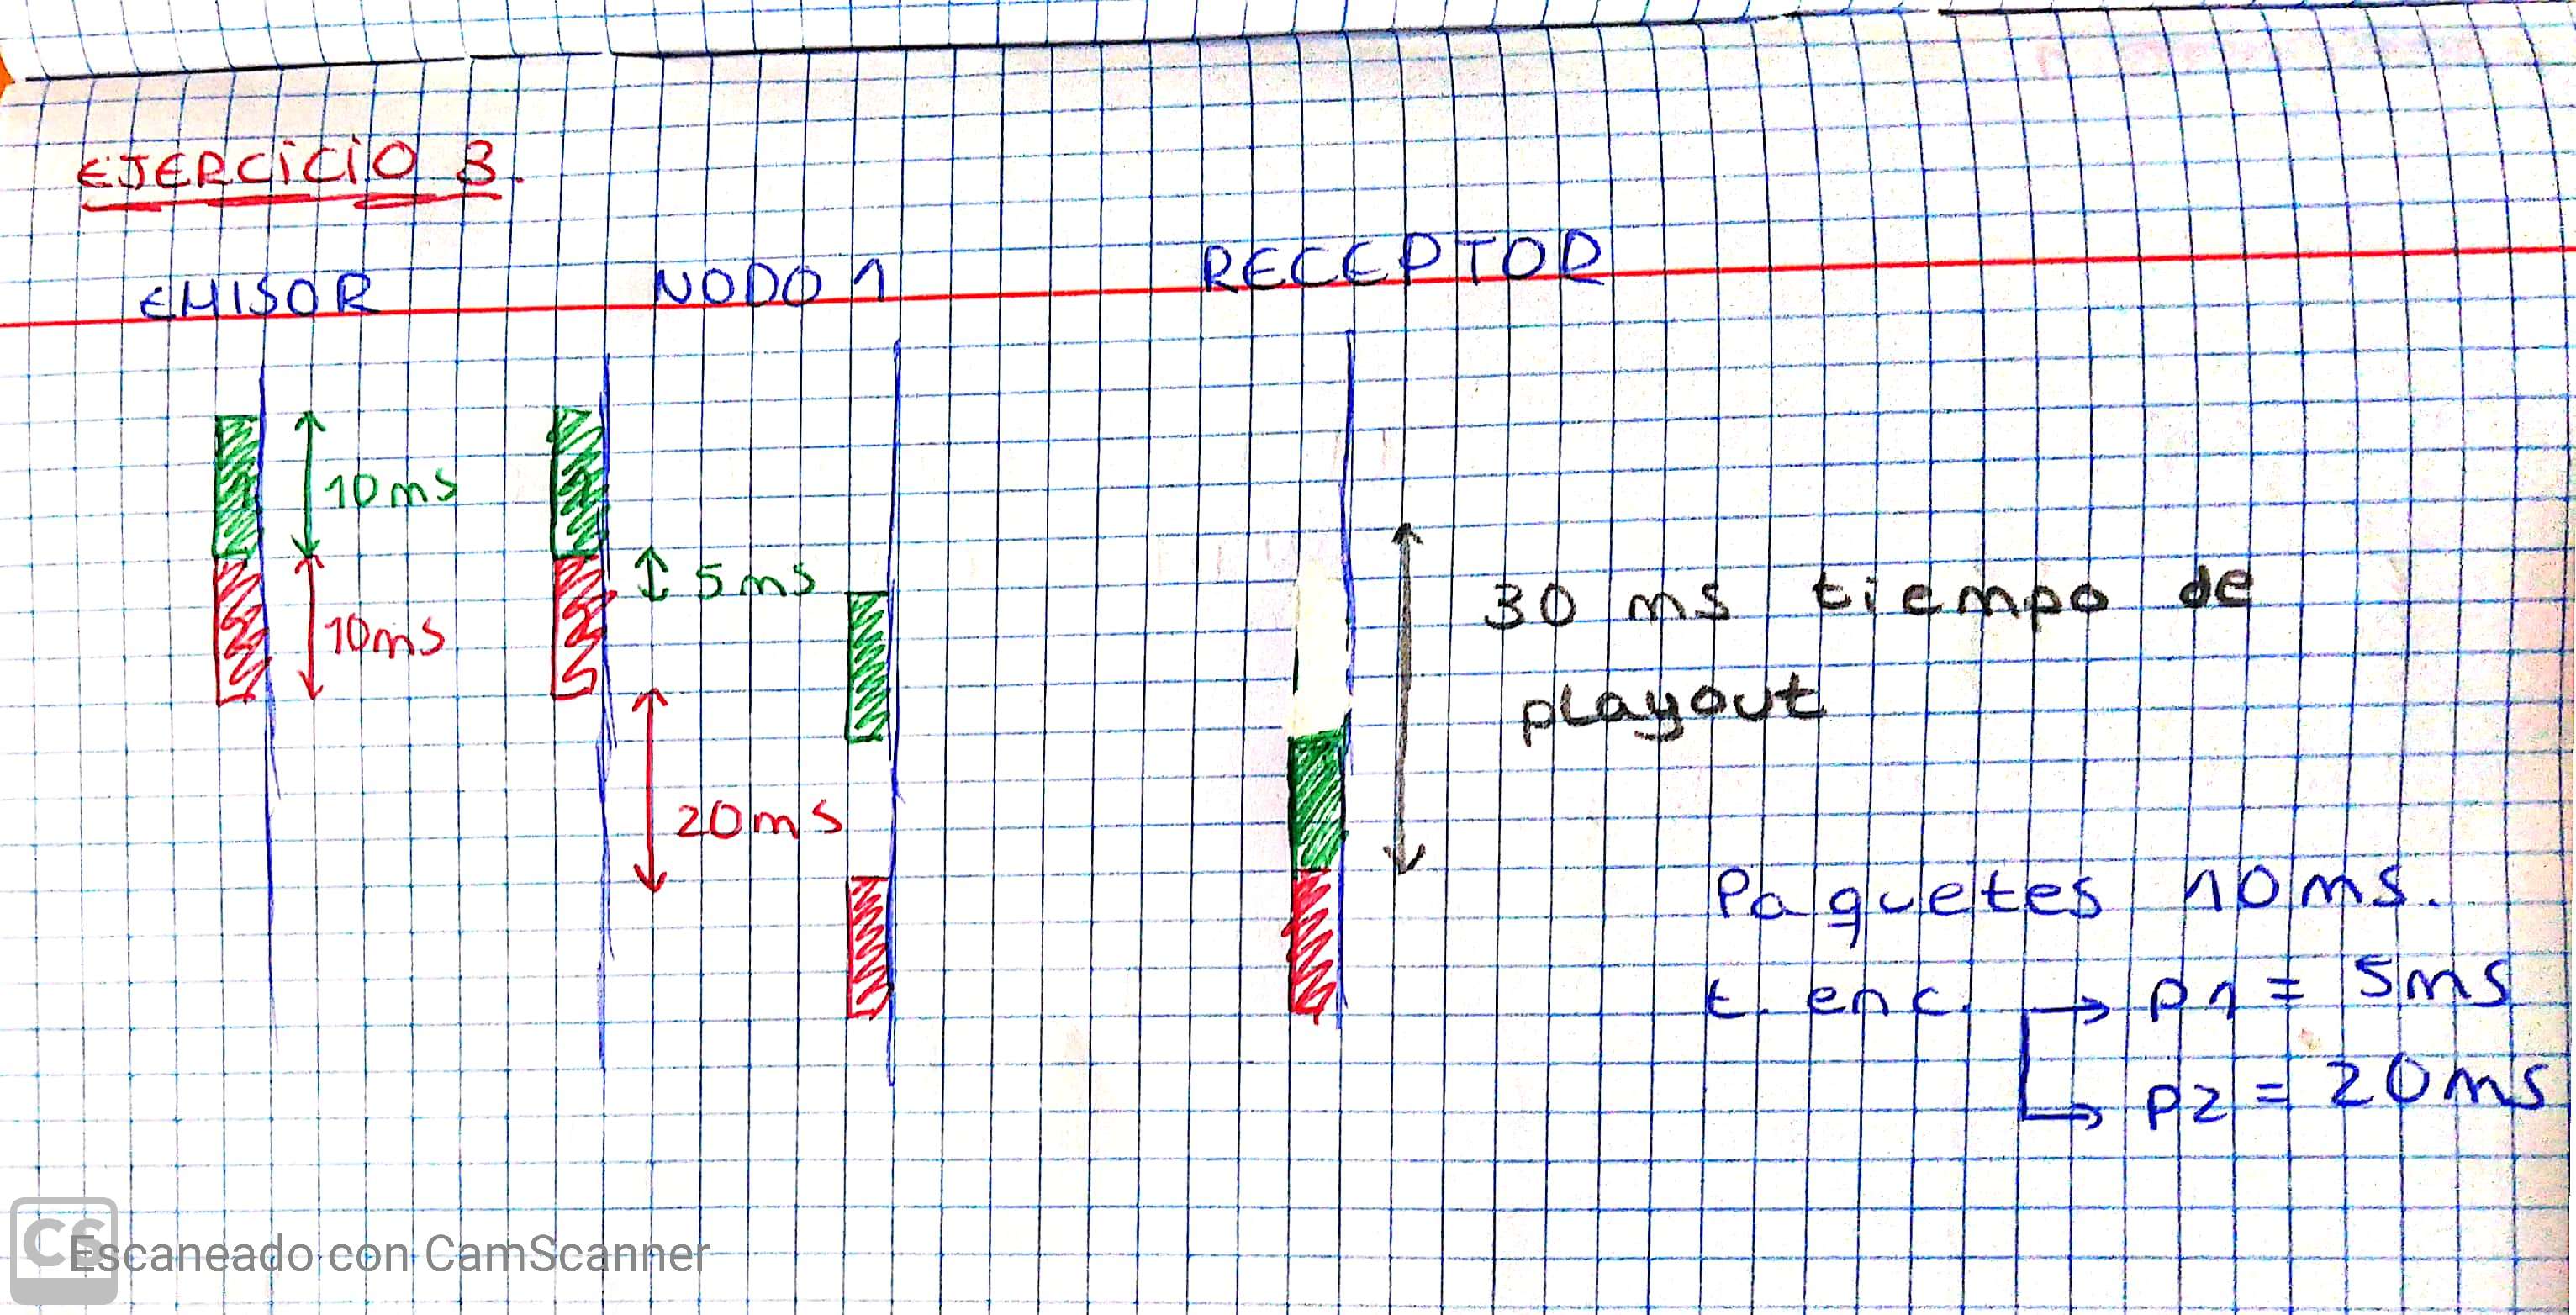 EJERCICIO 3.
EMISOR
NODO 1
RECEPTOR
10ms
10ms
5ms
20ms
30 ms tiempo de
playout
Paquetes 10ms.
t. enc. → p1 = 5ms
→ p2 = 20ms
CS
Escaneado con CamScanner